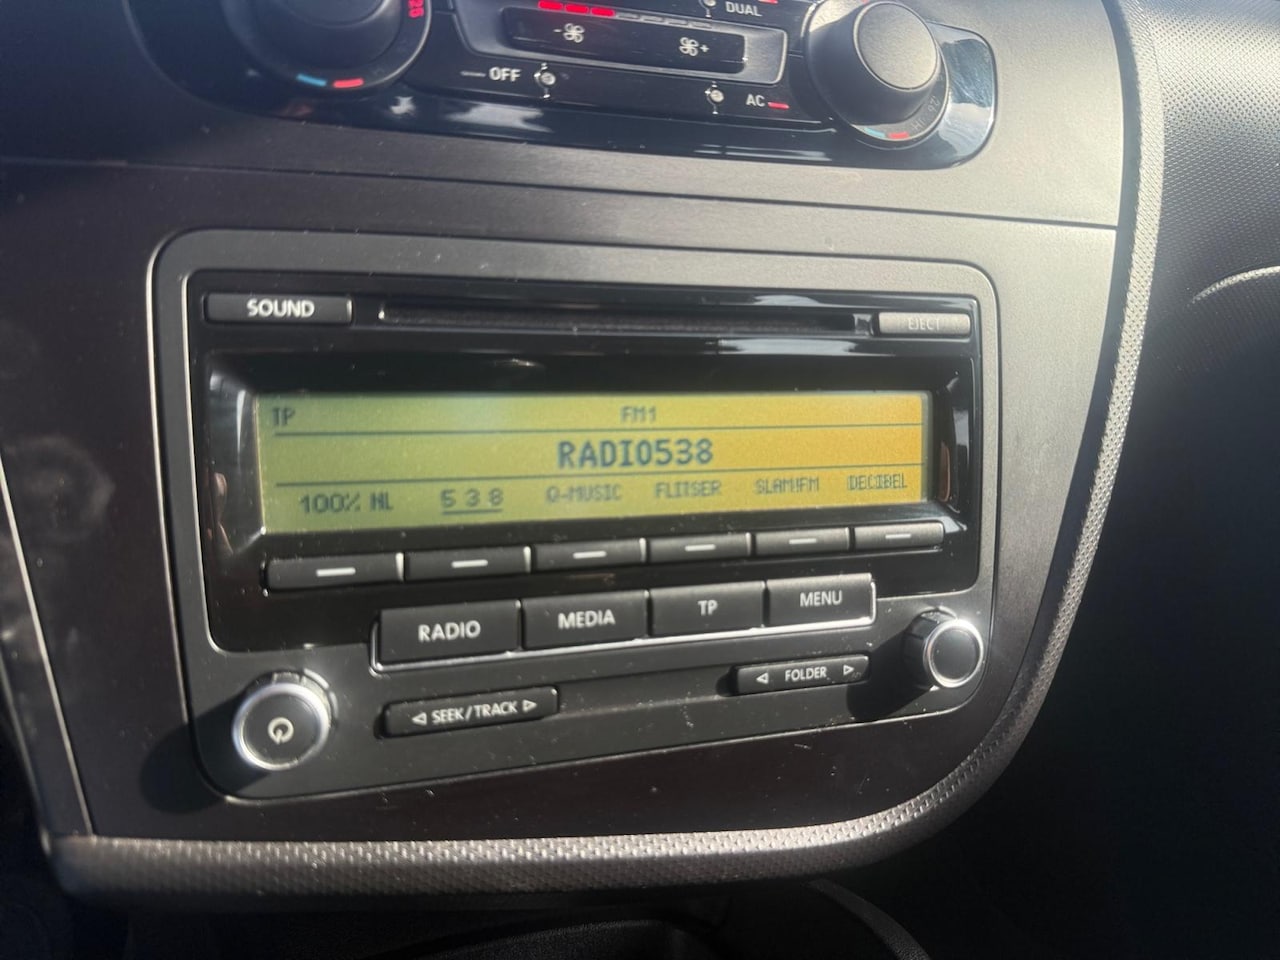 DUAL
OFF
AC
SOUND
EJECT
TP FM1
RADIO538
100% NL 538 Q-MUSIC FLITSER SLAM!FM DECIBEL
RADIO MEDIA TP MENU
SEEK/TRACK
FOLDER